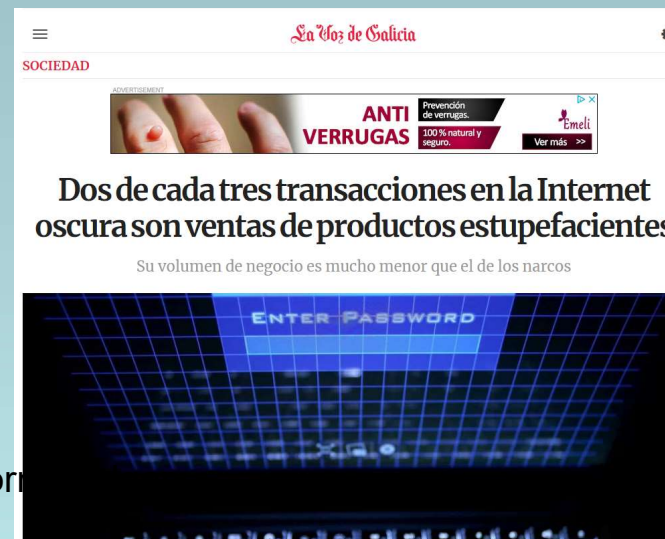 La Voz de Galicia
SOCIEDAD
ADVERTISEMENT
ANTI
VERRUGAS
Prevención
de verrugas.
100% natural y
seguro.
Emeli
Ver más >>
Dos de cada tres transacciones en la Internet
oscura son ventas de productos estupefacientes
Su volumen de negocio es mucho menor que el de los narcos
ENTER PASSWORD